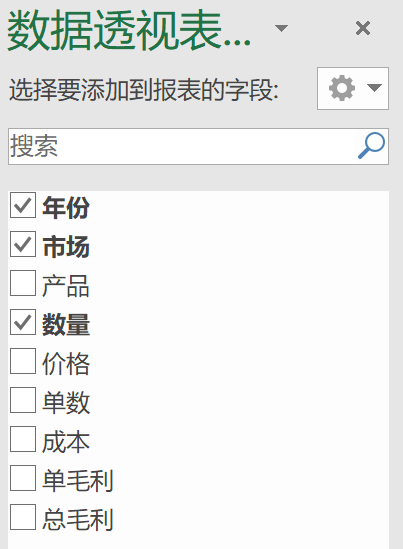 数据透视表...
选择要添加到报表的字段:
搜索
年份
市场
产品
数量
价格
单数
成本
单毛利
总毛利